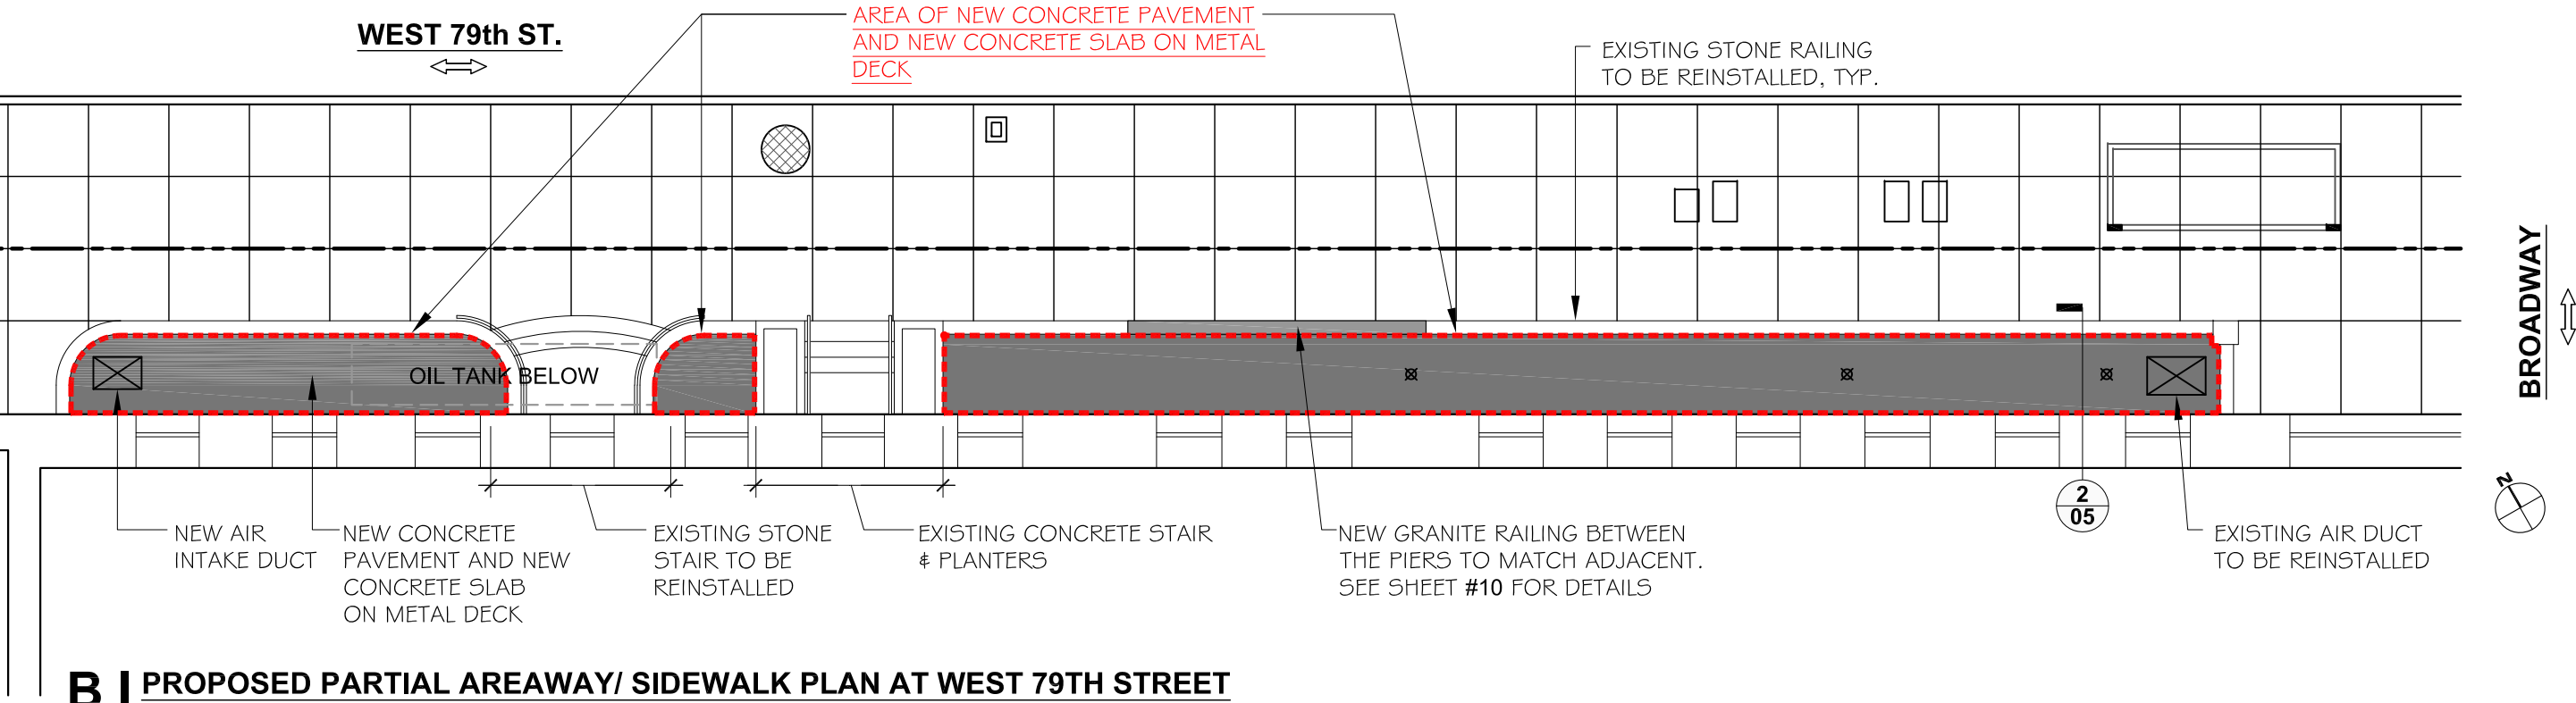 WEST 79th ST.
AREA OF NEW CONCRETE PAVEMENT
AND NEW CONCRETE SLAB ON METAL
DECK
EXISTING STONE RAILING
TO BE REINSTALLED, TYP.
BROADWAY
OIL TANK BELOW
NEW AIR
INTAKE DUCT
NEW CONCRETE
PAVEMENT AND NEW
CONCRETE SLAB
ON METAL DECK
EXISTING STONE
STAIR TO BE
REINSTALLED
EXISTING CONCRETE STAIR
& PLANTERS
NEW GRANITE RAILING BETWEEN
THE PIERS TO MATCH ADJACENT.
SEE SHEET #10 FOR DETAILS
2
05
EXISTING AIR DUCT
TO BE REINSTALLED
N
B | PROPOSED PARTIAL AREAWAY/ SIDEWALK PLAN AT WEST 79TH STREET